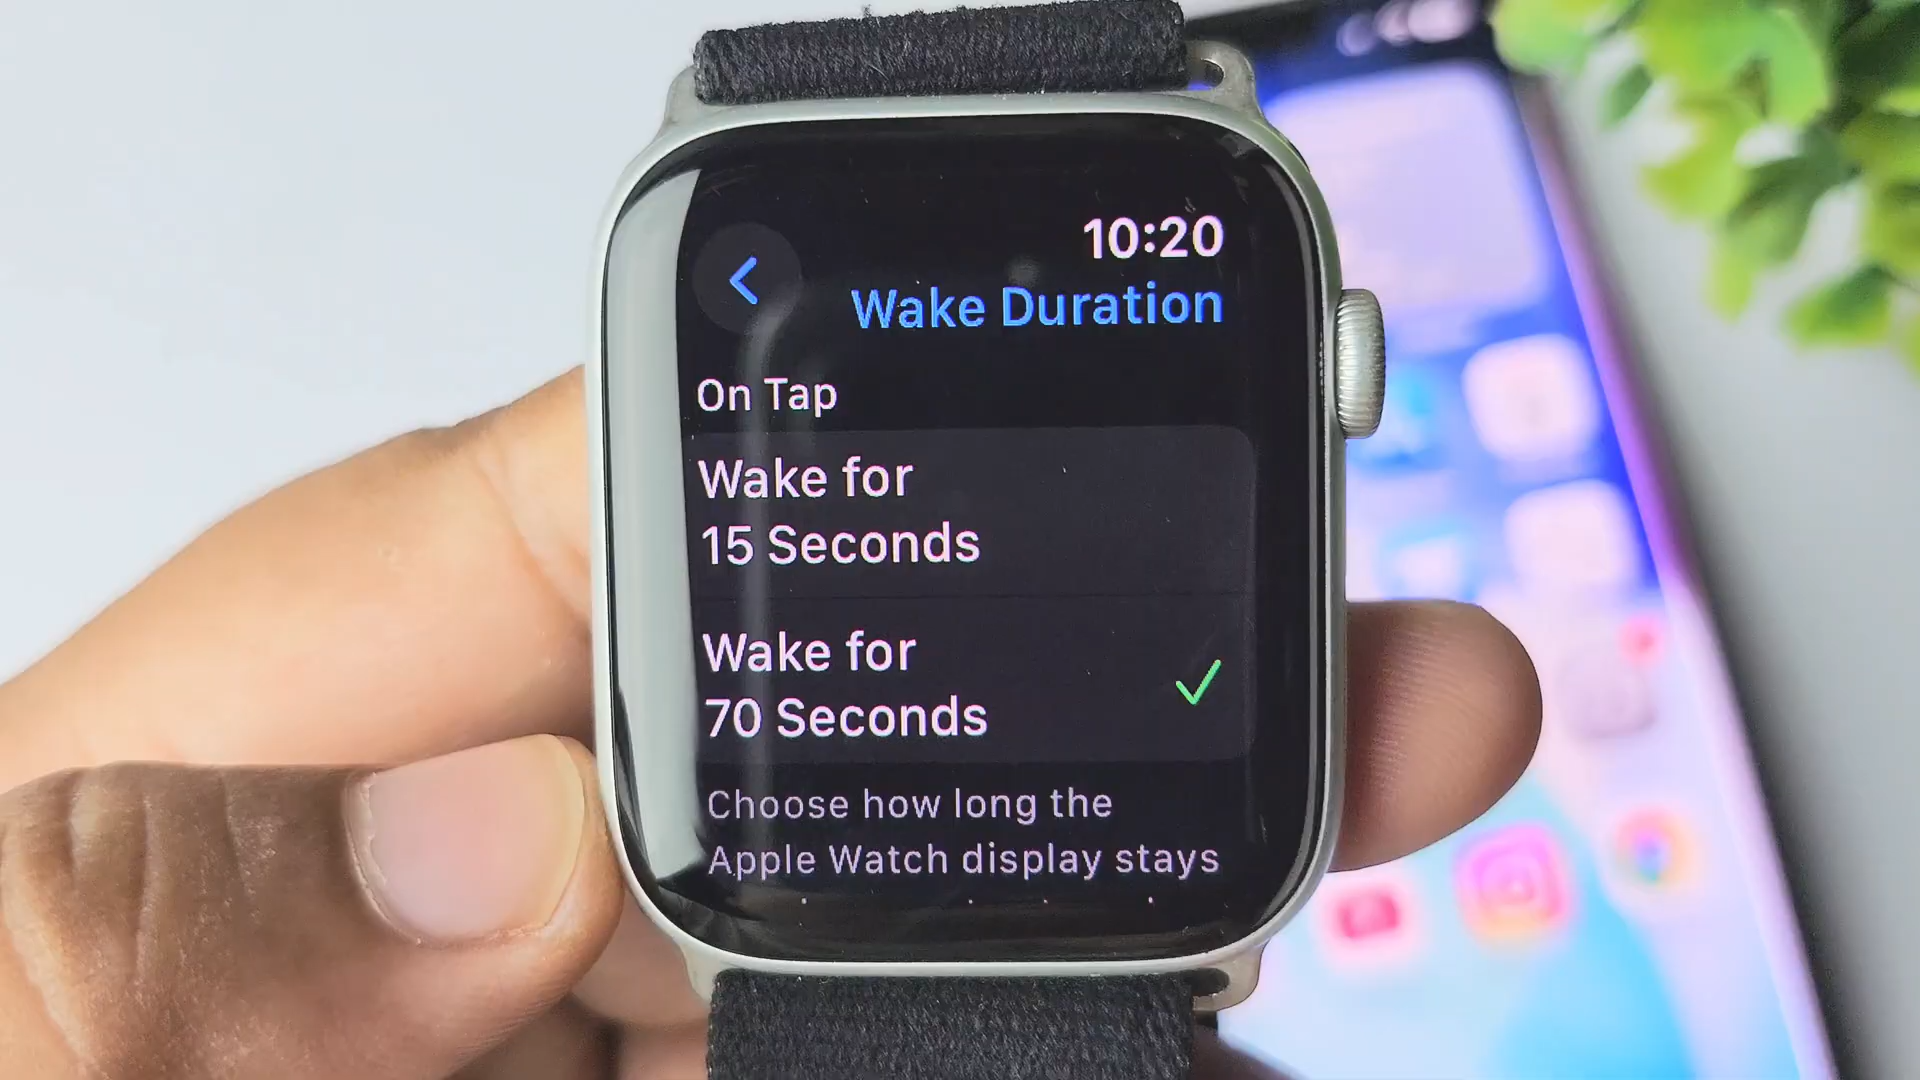 10:20
Wake Duration
On Tap
Wake for
15 Seconds
Wake for
70 Seconds
Choose how long the
Apple Watch display stays